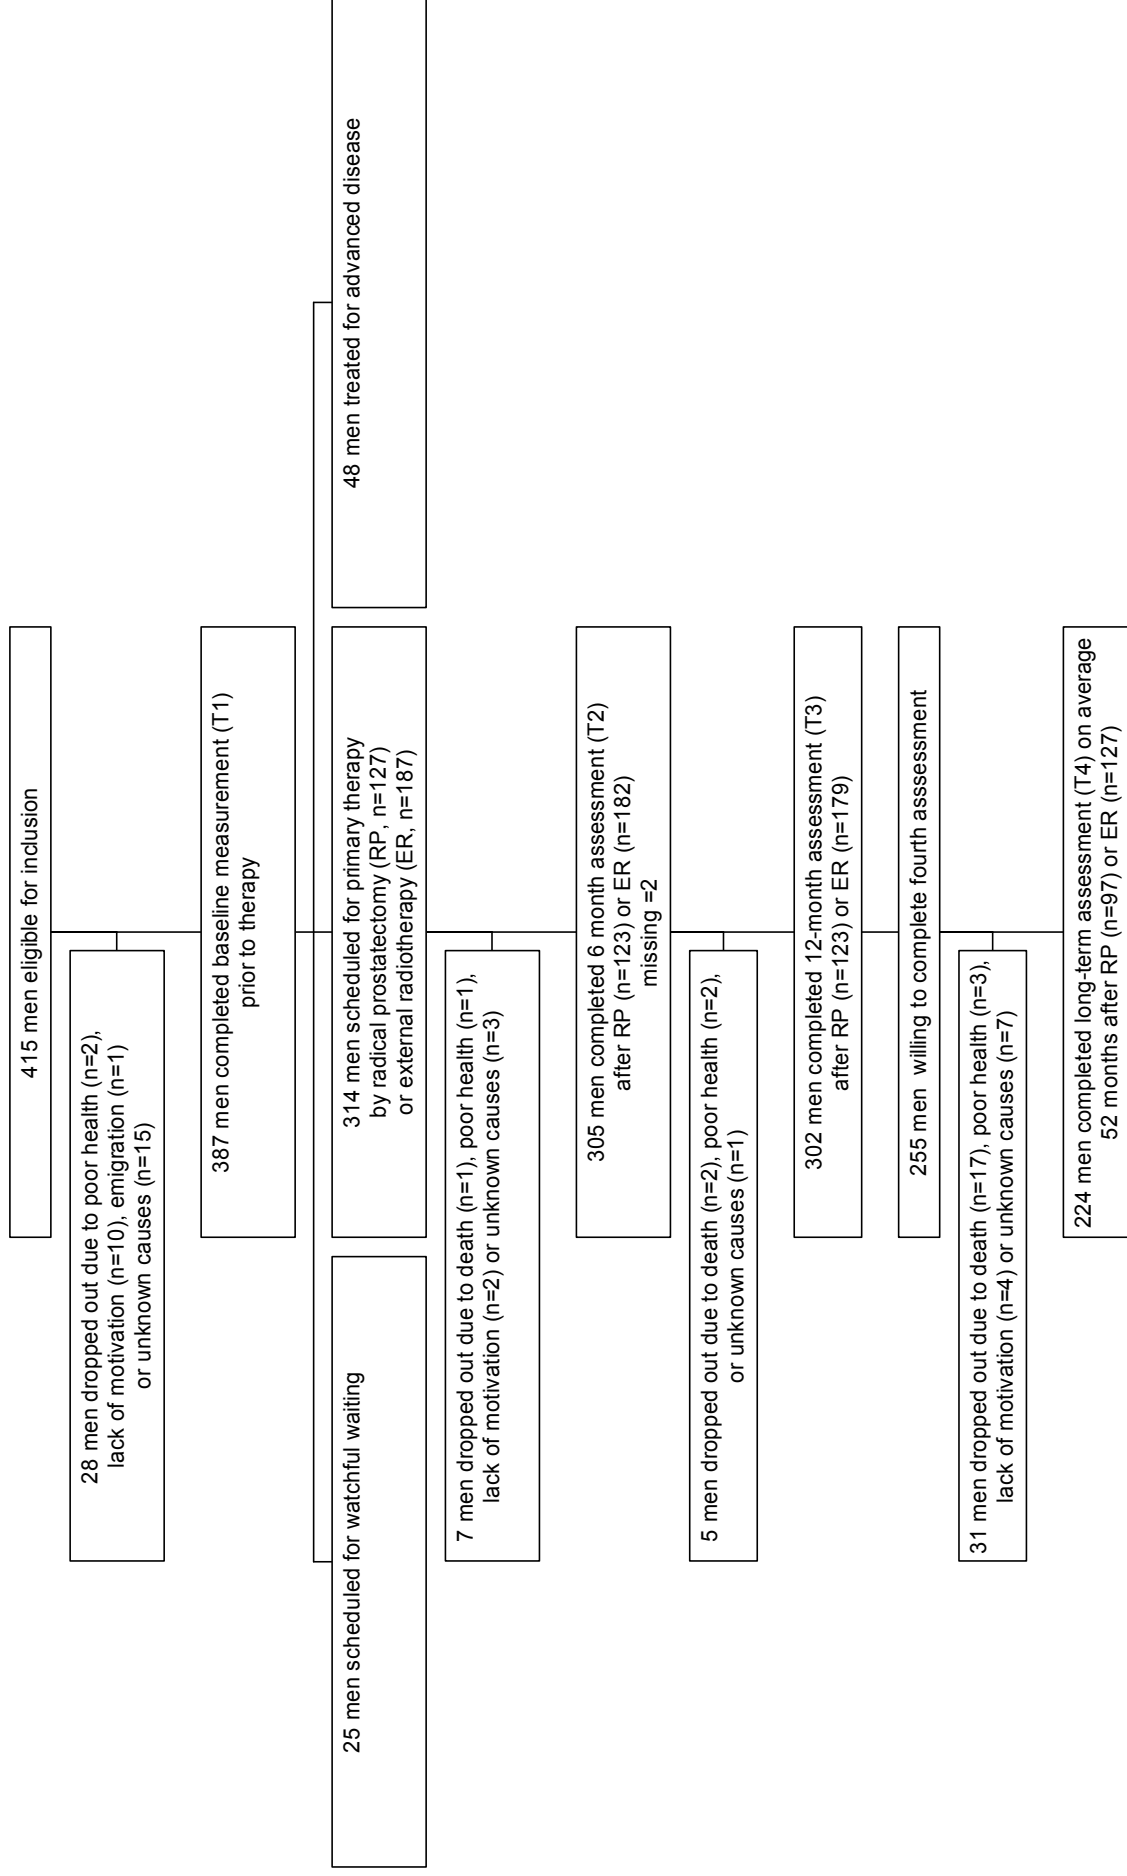 415 men eligible for inclusion
28 men dropped out due to poor health (n=2),
lack of motivation (n=10), emigration (n=1)
or unknown causes (n=15)
387 men completed baseline measurement (T1)
prior to therapy
25 men scheduled for watchful waiting
314 men scheduled for primary therapy
by radical prostatectomy (RP, n=127)
or external radiotherapy (ER, n=187)
48 men treated for advanced disease
7 men dropped out due to death (n=1), poor health (n=1),
lack of motivation (n=2) or unknown causes (n=3)
305 men completed 6 month assessment (T2)
after RP (n=123) or ER (n=182)
missing =2
5 men dropped out due to death (n=2), poor health (n=2),
or unknown causes (n=1)
302 men completed 12-month assessment (T3)
after RP (n=123) or ER (n=179)
255 men willing to complete fourth asssessment
31 men dropped out due to death (n=17), poor health (n=3),
lack of motivation (n=4) or unknown causes (n=7)
224 men completed long-term assessment (T4) on average
52 months after RP (n=97) or ER (n=127)